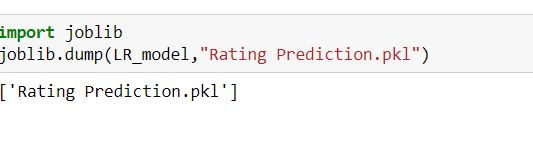 import joblib
joblib.dump(LR_model,"Rating Prediction.pkl")
['Rating Prediction.pkl']